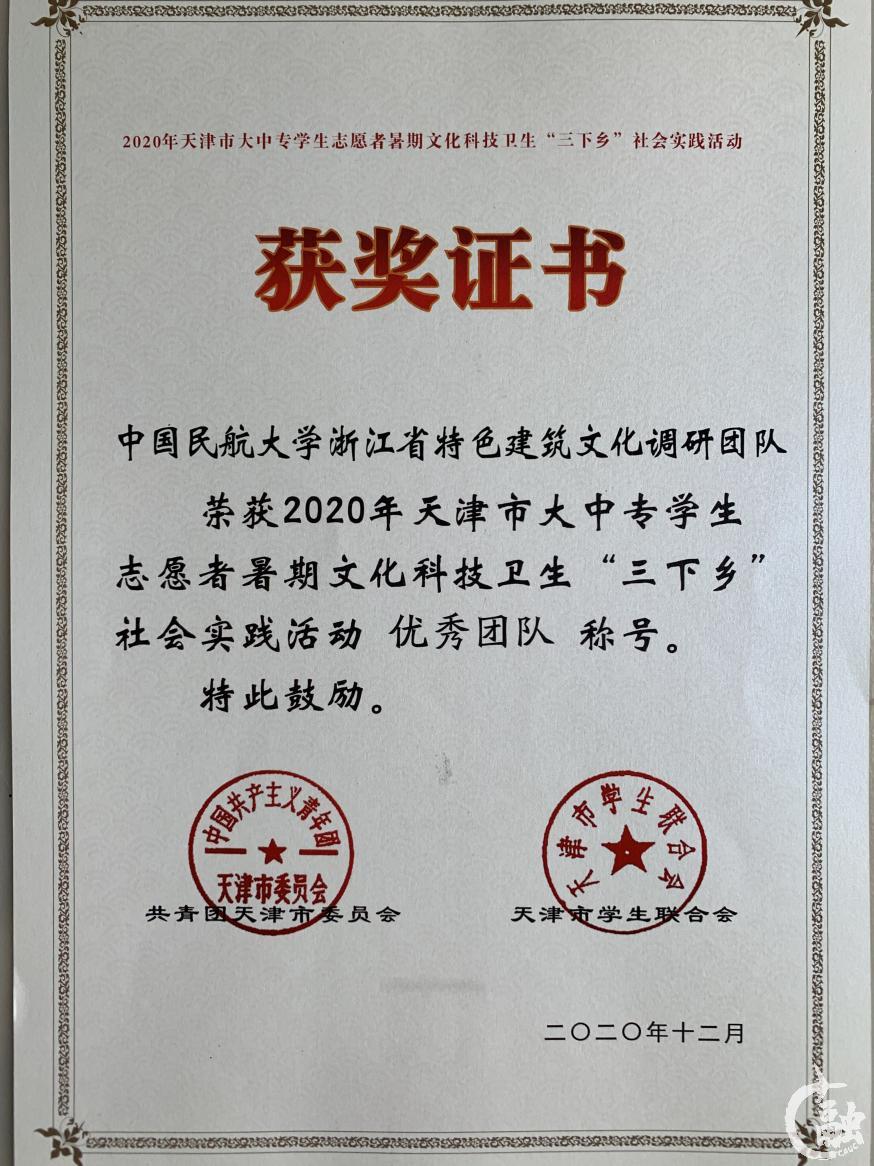 2020年天津市大中专学生志愿者暑期文化科技卫生“三下乡”社会实践活动
获奖证书
中国民航大学浙江省特色建筑文化调研团队
荣获2020年天津市大中专学生
志愿者暑期文化科技卫生“三下乡”
社会实践活动 优秀团队 称号。
特此鼓励。
中国共产主义青年团
天津市委员会
共青团天津市委员会
天津市学生联合会
天津市学生联合会
二〇二〇年十二月
融
CAUC